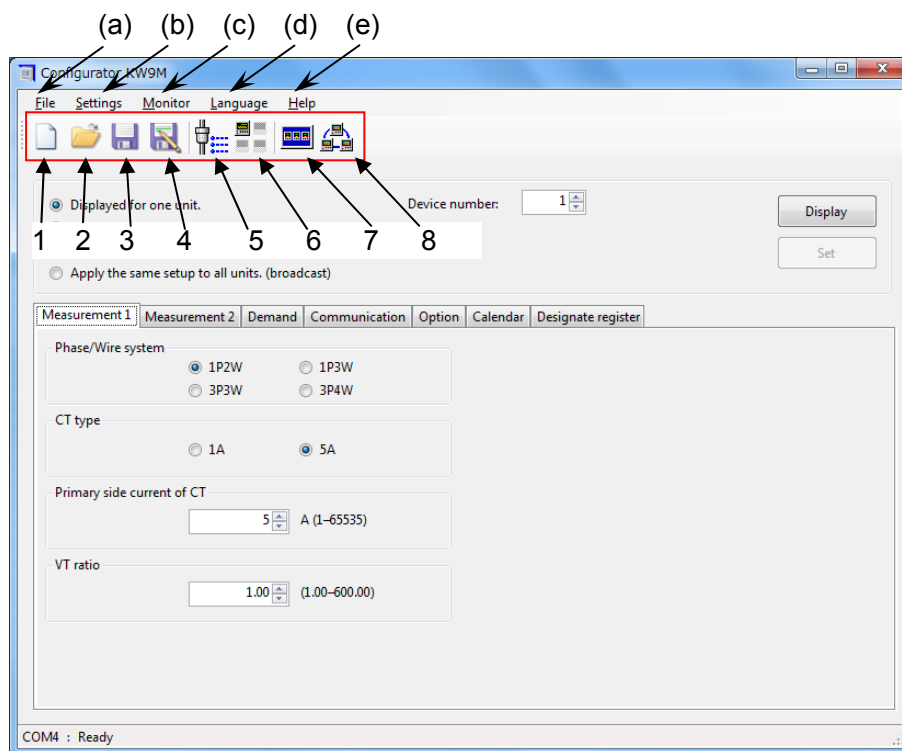 (a) (b) (c) (d) (e)
Configurator KW9M
File Settings Monitor Language Help
Displayed for one unit. Device number: 1
Display
1 2 3 4 5 6 7 8
Set
Apply the same setup to all units. (broadcast)
Measurement 1 Measurement 2 Demand Communication Option Calendar Designate register
Phase/Wire system
1P2W 1P3W
3P3W 3P4W
CT type
1A 5A
Primary side current of CT
5 A (1–65535)
VT ratio
1.00 (1.00–600.00)
COM4 : Ready